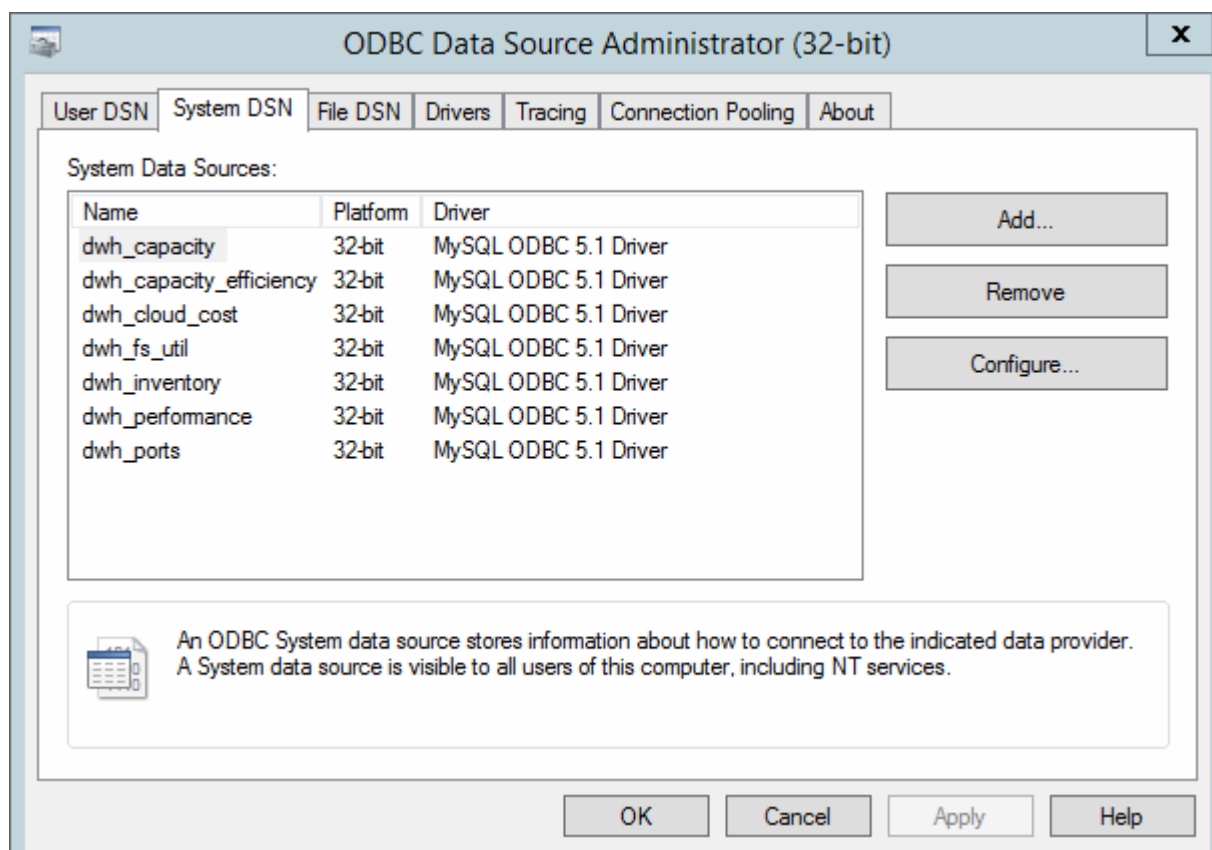 ODBC Data Source Administrator (32-bit)
x
User DSN System DSN File DSN Drivers Tracing Connection Pooling About
System Data Sources:
Name Platform Driver
dwh_capacity 32-bit MySQL ODBC 5.1 Driver
dwh_capacity_efficiency 32-bit MySQL ODBC 5.1 Driver
dwh_cloud_cost 32-bit MySQL ODBC 5.1 Driver
dwh_fs_util 32-bit MySQL ODBC 5.1 Driver
dwh_inventory 32-bit MySQL ODBC 5.1 Driver
dwh_performance 32-bit MySQL ODBC 5.1 Driver
dwh_ports 32-bit MySQL ODBC 5.1 Driver
Add...
Remove
Configure...
An ODBC System data source stores information about how to connect to the indicated data provider.
A System data source is visible to all users of this computer, including NT services.
OK Cancel Apply Help